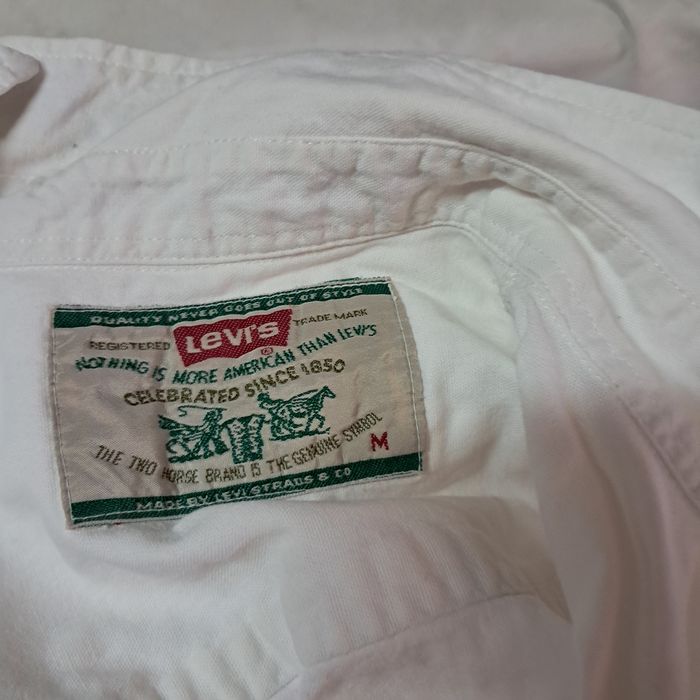 QUALITY NEVER GOES OUT OF STYLE
REGISTERED LEVI'S ® TRADE MARK
NOTHING IS MORE AMERICAN THAN LEVI'S
CELEBRATED SINCE 1850
THE TWO HORSE BRAND IS THE GENUINE SYMBOL
M
MADE BY LEVI STRAUS & CO